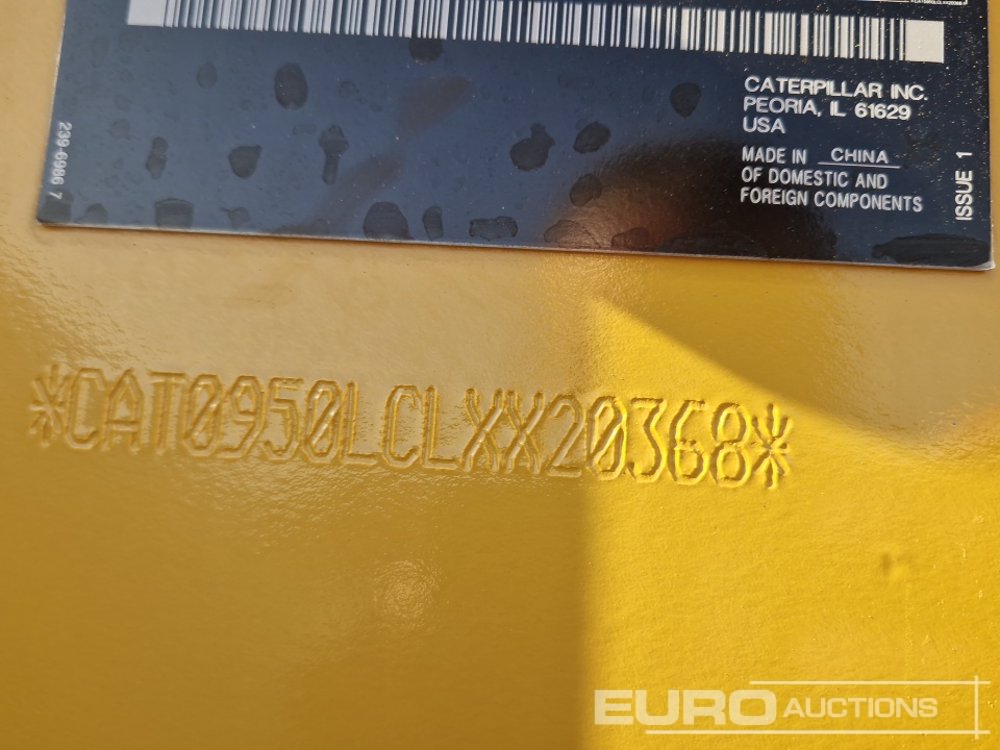 CATERPILLAR INC.
PEORIA, IL 61629
USA
MADE IN CHINA
OF DOMESTIC AND
FOREIGN COMPONENTS
ISSUE 1
239-6986 7
*CAT0950LCLXX20368*
EURO AUCTIONS